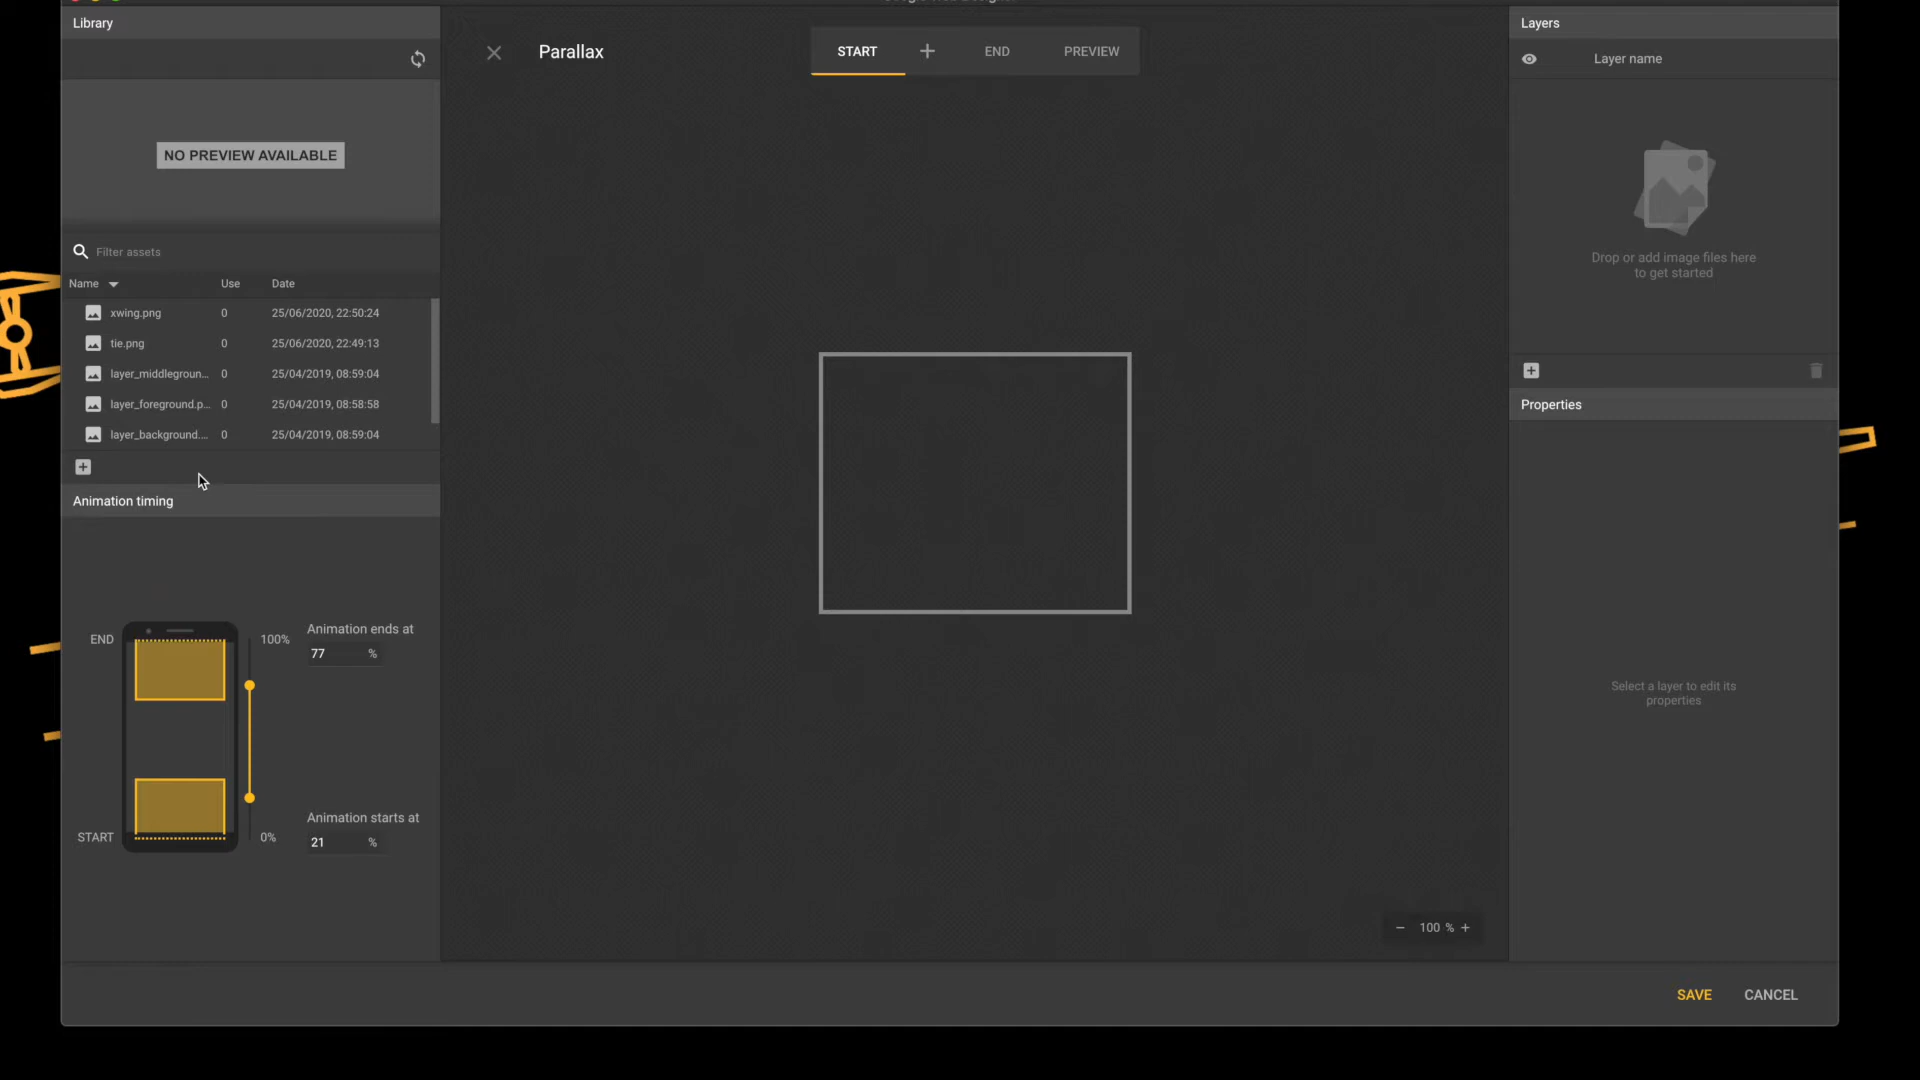 Library
NO PREVIEW AVAILABLE
Filter assets
Name Use Date
xwing.png 0 25/06/2020, 22:50:24
tie.png 0 25/06/2020, 22:49:13
layer_middlegroun... 0 25/04/2019, 08:59:04
layer_foreground.p... 0 25/04/2019, 08:58:58
layer_background.... 0 25/04/2019, 08:59:04
Animation timing
END
100%
Animation ends at
77 %
Animation starts at
START
0%
21 %
Parallax
START
END
PREVIEW
100 %
Layers
Layer name
Drop or add image files here
to get started
Properties
Select a layer to edit its
properties
SAVE
CANCEL